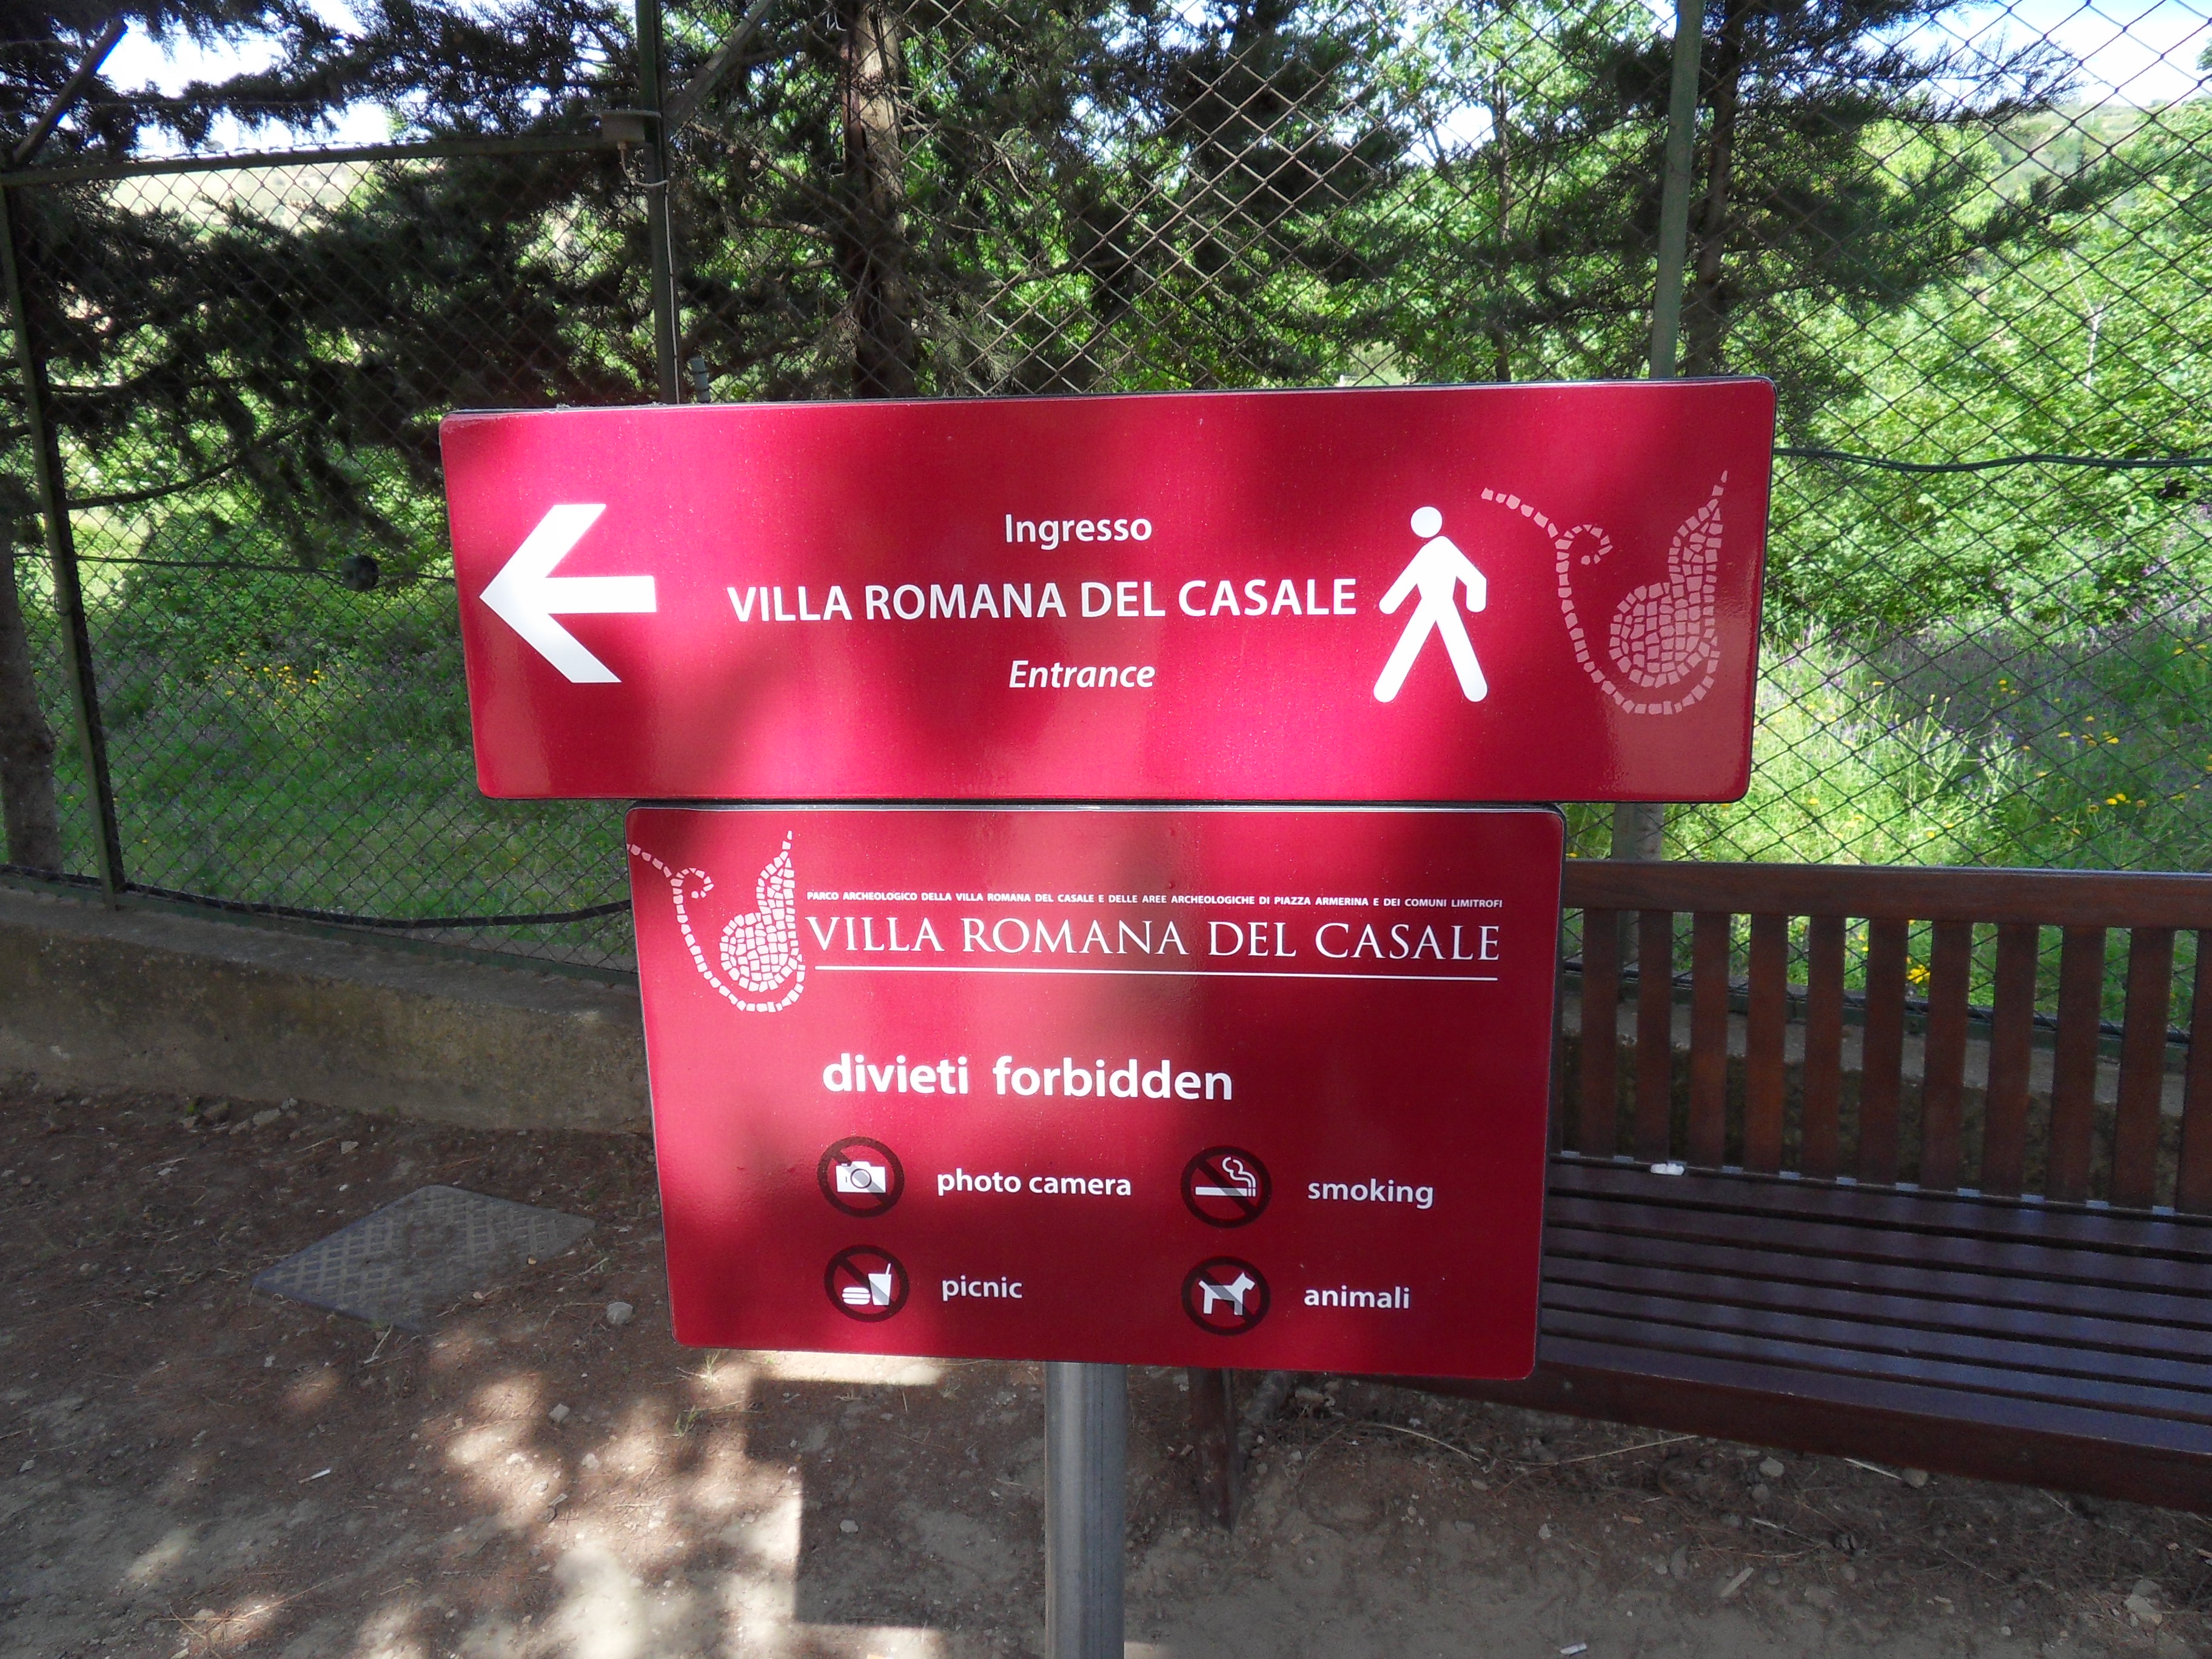 Ingresso
VILLA ROMANA DEL CASALE
Entrance
PARCO ARCHEOLOGICO DELLA VILLA ROMANA DEL CASALE E DELLE AREE ARCHEOLOGICHE DI PIAZZA ARMERINA E DEI COMUNI LIMITROFI
VILLA ROMANA DEL CASALE
divieti forbidden
photo camera smoking
picnic animali